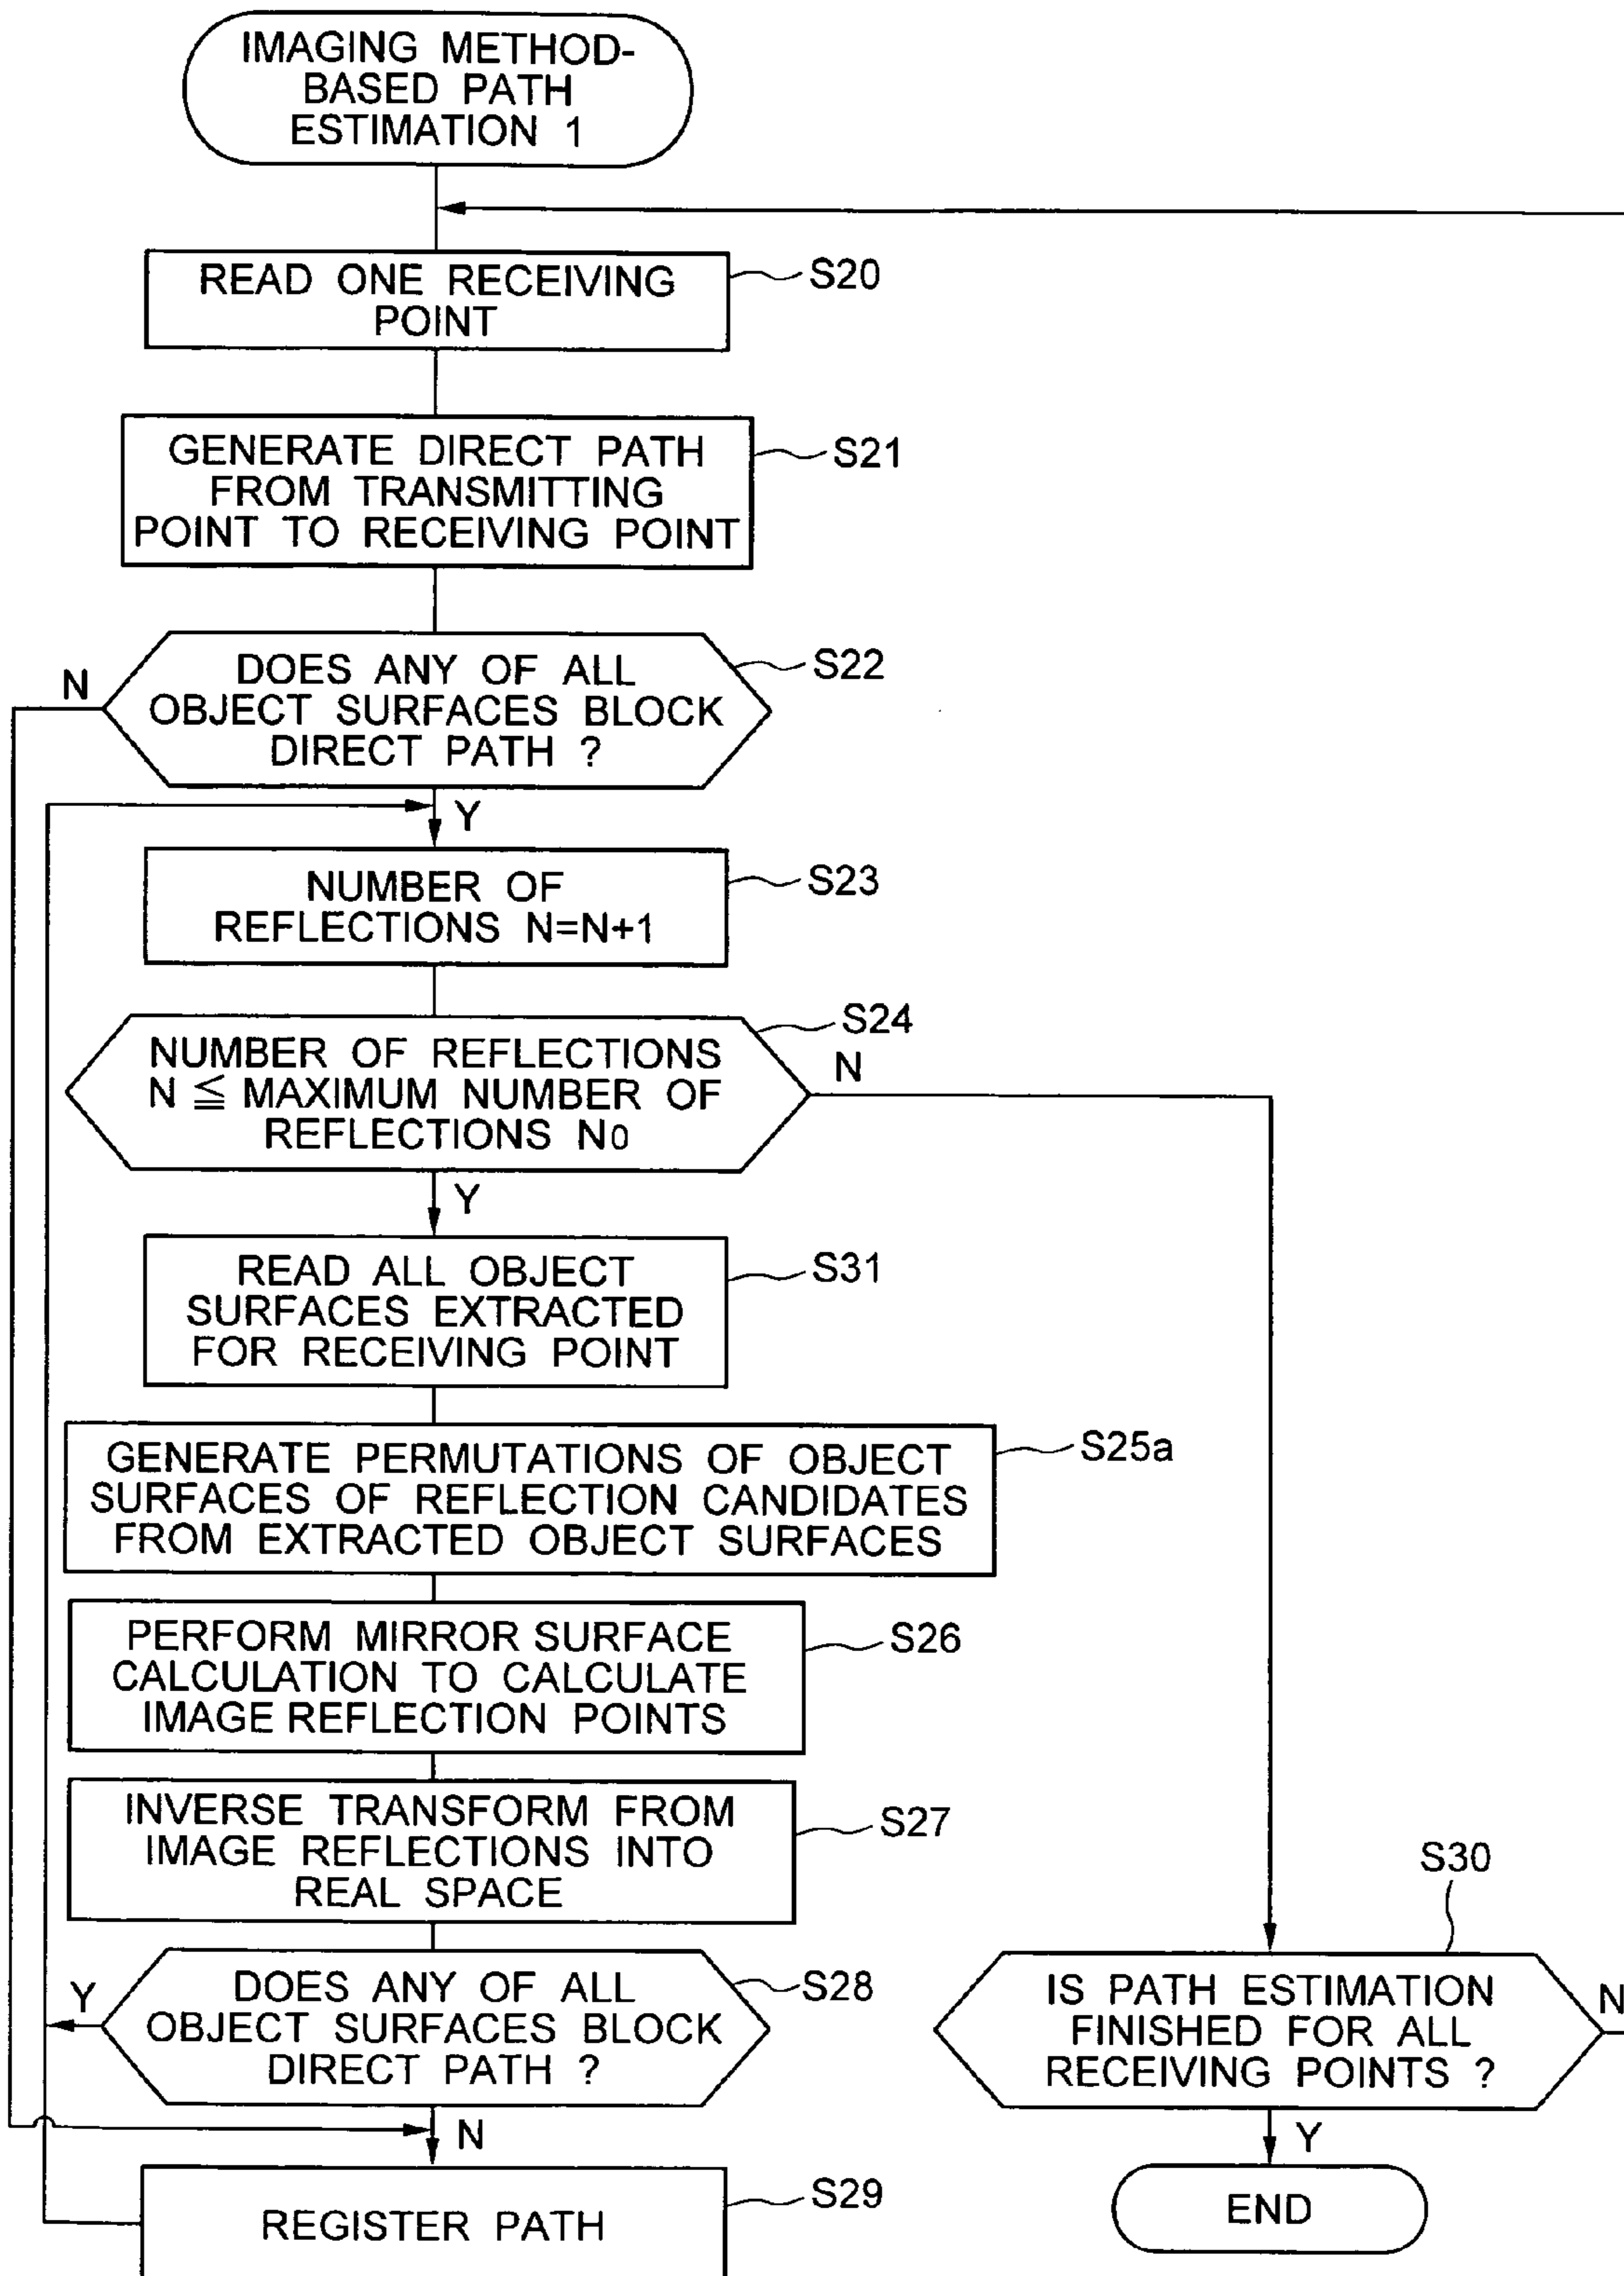 IMAGING METHOD-
BASED PATH
ESTIMATION 1
READ ONE RECEIVING
POINT
S20
GENERATE DIRECT PATH
FROM TRANSMITTING
POINT TO RECEIVING POINT
S21
DOES ANY OF ALL
OBJECT SURFACES BLOCK
DIRECT PATH ?
S22
N
Y
NUMBER OF
REFLECTIONS N=N+1
S23
NUMBER OF REFLECTIONS
N ≦ MAXIMUM NUMBER OF
REFLECTIONS N0
S24
N
Y
READ ALL OBJECT
SURFACES EXTRACTED
FOR RECEIVING POINT
S31
GENERATE PERMUTATIONS OF OBJECT
SURFACES OF REFLECTION CANDIDATES
FROM EXTRACTED OBJECT SURFACES
S25a
PERFORM MIRROR SURFACE
CALCULATION TO CALCULATE
IMAGE REFLECTION POINTS
S26
INVERSE TRANSFORM FROM
IMAGE REFLECTIONS INTO
REAL SPACE
S27
DOES ANY OF ALL
OBJECT SURFACES BLOCK
DIRECT PATH ?
S28
Y
N
REGISTER PATH
S29
IS PATH ESTIMATION
FINISHED FOR ALL
RECEIVING POINTS ?
S30
N
Y
END